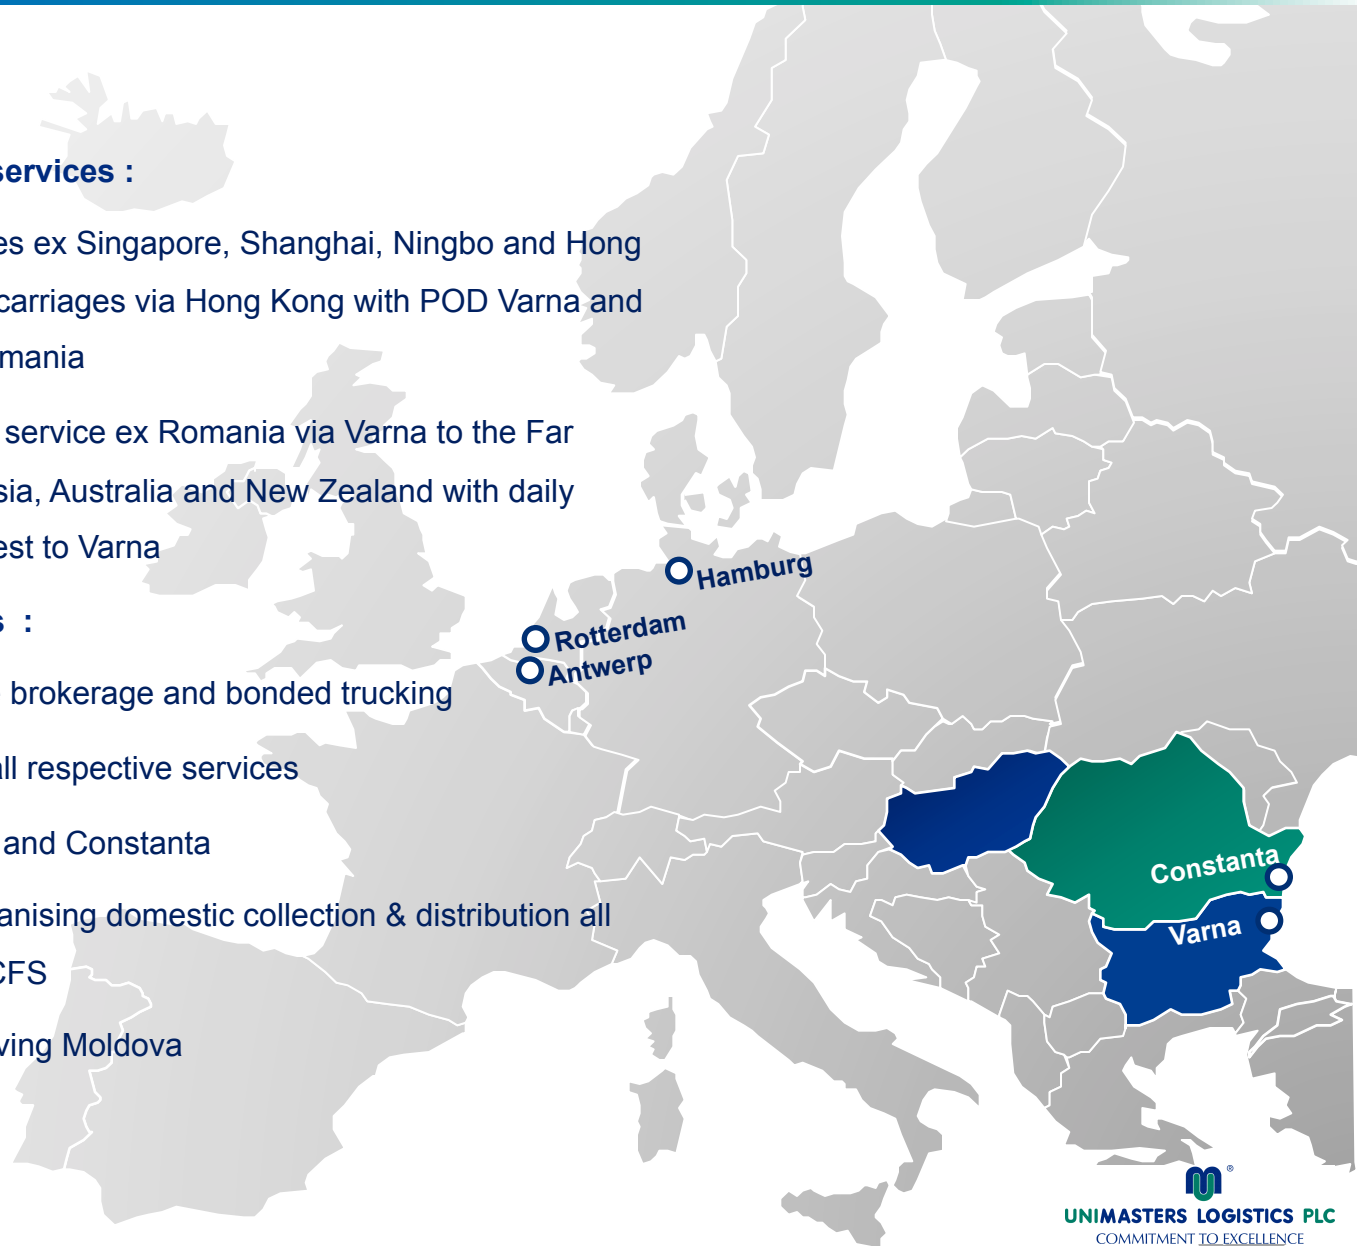 services :
es ex Singapore, Shanghai, Ningbo and Hong
carriages via Hong Kong with POD Varna and
mania
service ex Romania via Varna to the Far
sia, Australia and New Zealand with daily
est to Varna
s :
brokerage and bonded trucking
all respective services
and Constanta
anising domestic collection & distribution all
CFS
ving Moldova
Hamburg
Rotterdam
Antwerp
Constanta
Varna
®
UNIMASTERS LOGISTICS PLC
COMMITMENT TO EXCELLENCE